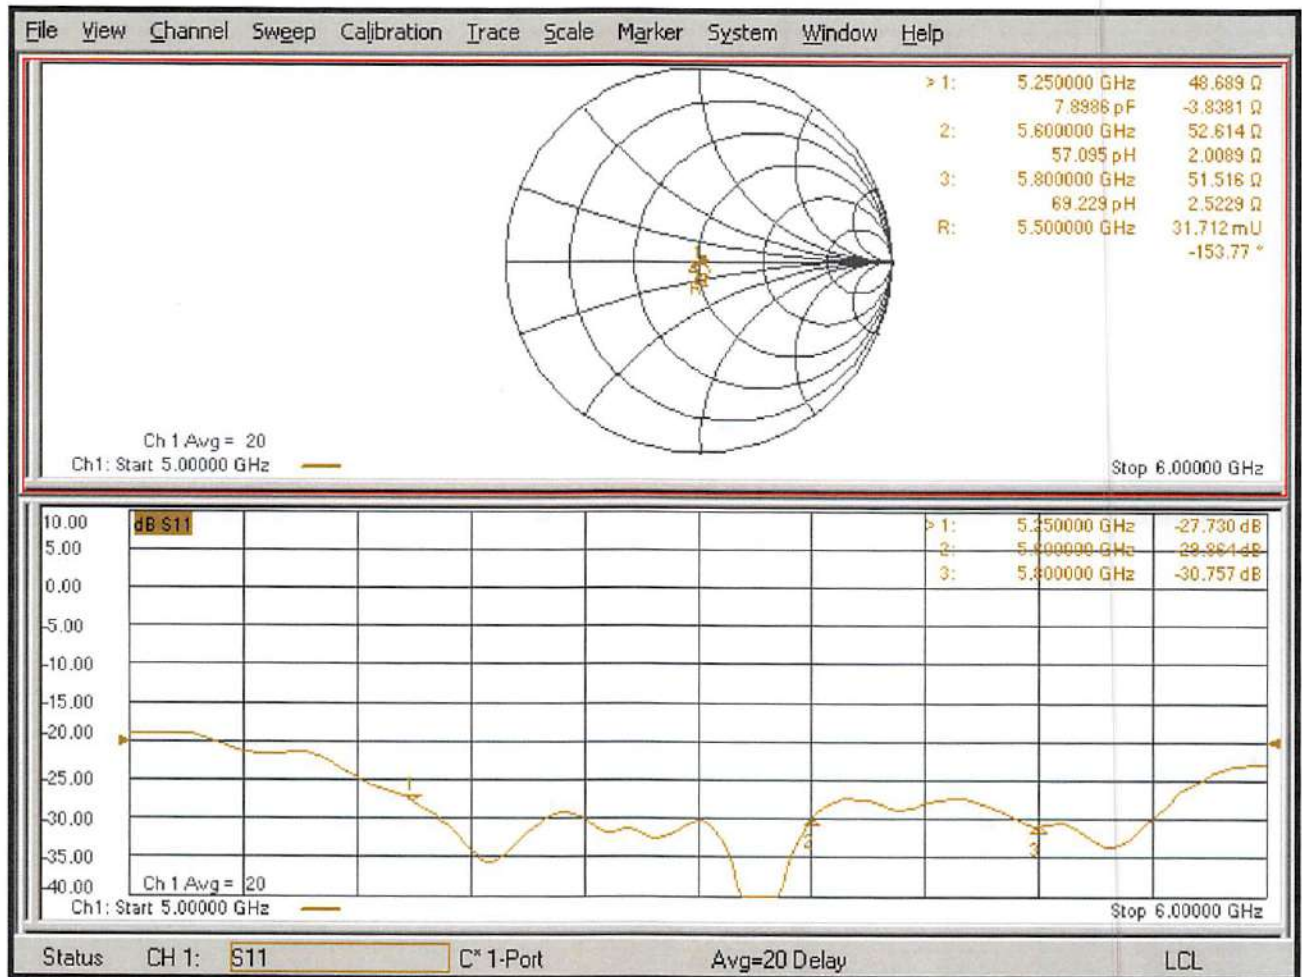 File View Channel Sweep Calibration Trace Scale Marker System Window Help
> 1: 5.250000 GHz 48.689 Ω
7.8986 pF -3.8381 Ω
2: 5.600000 GHz 52.614 Ω
57.095 pH 2.0089 Ω
3: 5.800000 GHz 51.516 Ω
69.229 pH 2.5229 Ω
R: 5.500000 GHz 31.712 mU
-153.77 °
R
Ch 1 Avg = 20
Ch1: Start 5.00000 GHz
Stop 6.00000 GHz
10.00
dB S11
> 1: 5.250000 GHz -27.730 dB
5.00
2: GHz
3: 5.800000 GHz -30.757 dB
0.00
-5.00
-10.00
-15.00
-20.00
-25.00
1
-30.00
2
3
-35.00
-40.00
Ch 1 Avg = 20
Ch1: Start 5.00000 GHz
Stop 6.00000 GHz
Status CH 1: S11 C* 1-Port Avg=20 Delay LCL